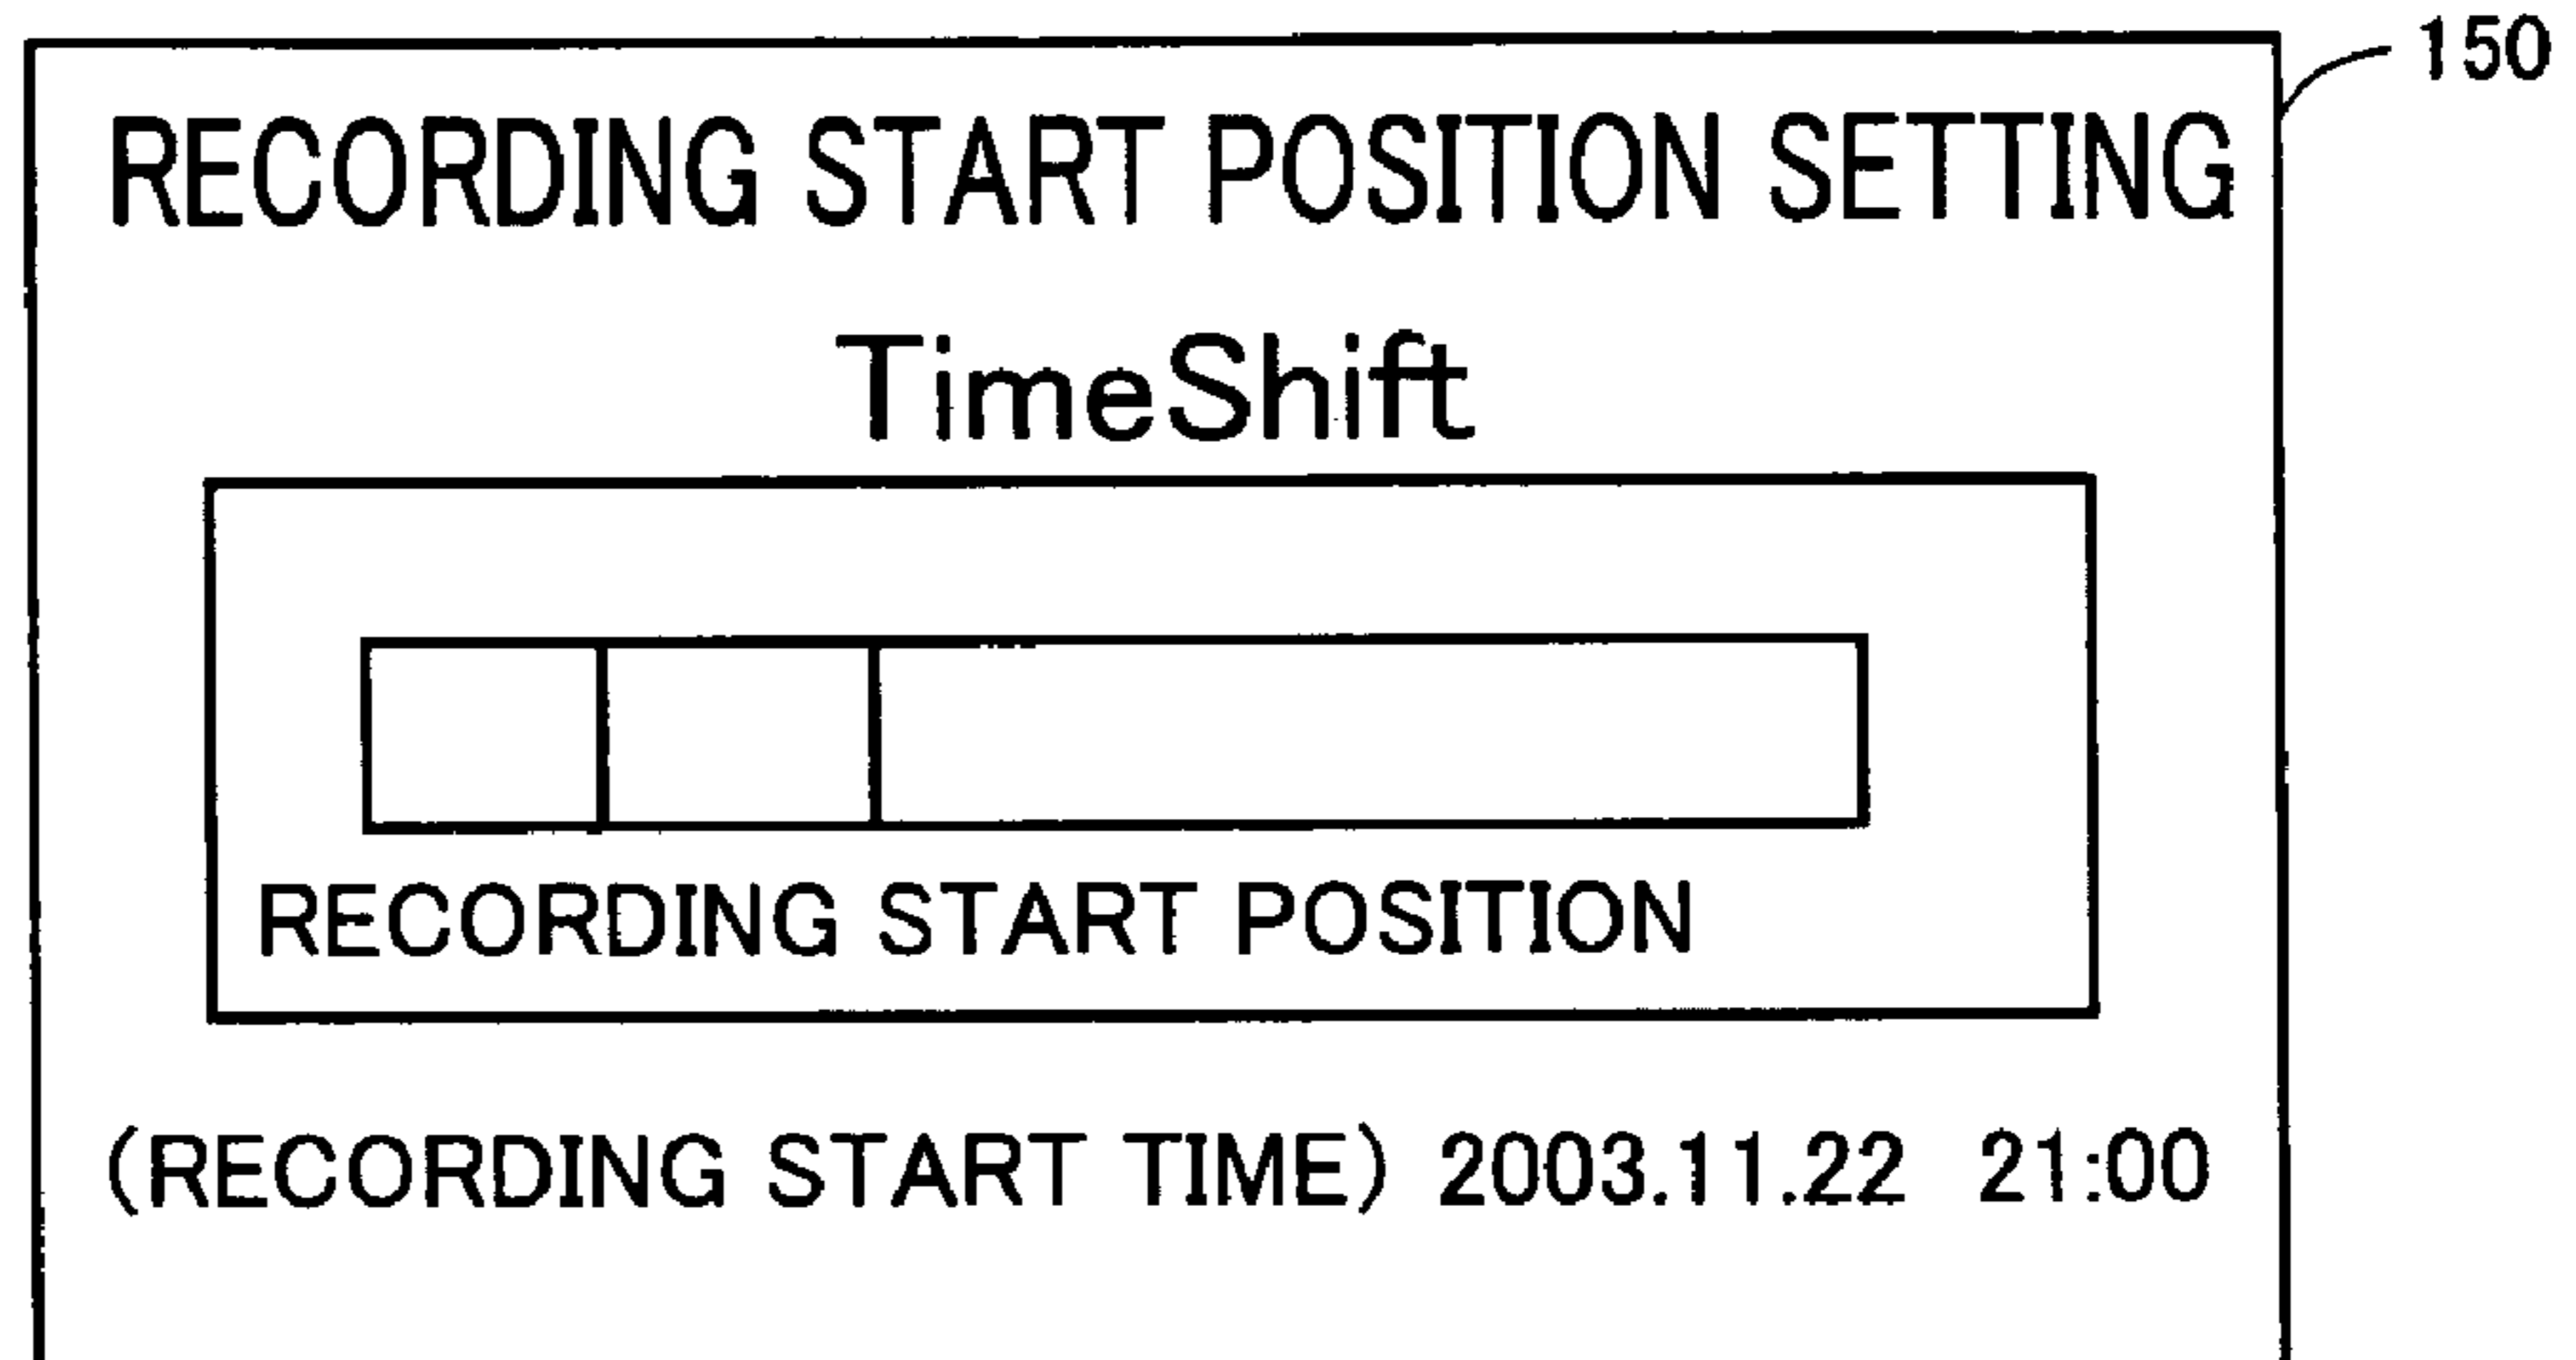 150
RECORDING START POSITION SETTING
TimeShift
RECORDING START POSITION
(RECORDING START TIME) 2003.11.22 21:00